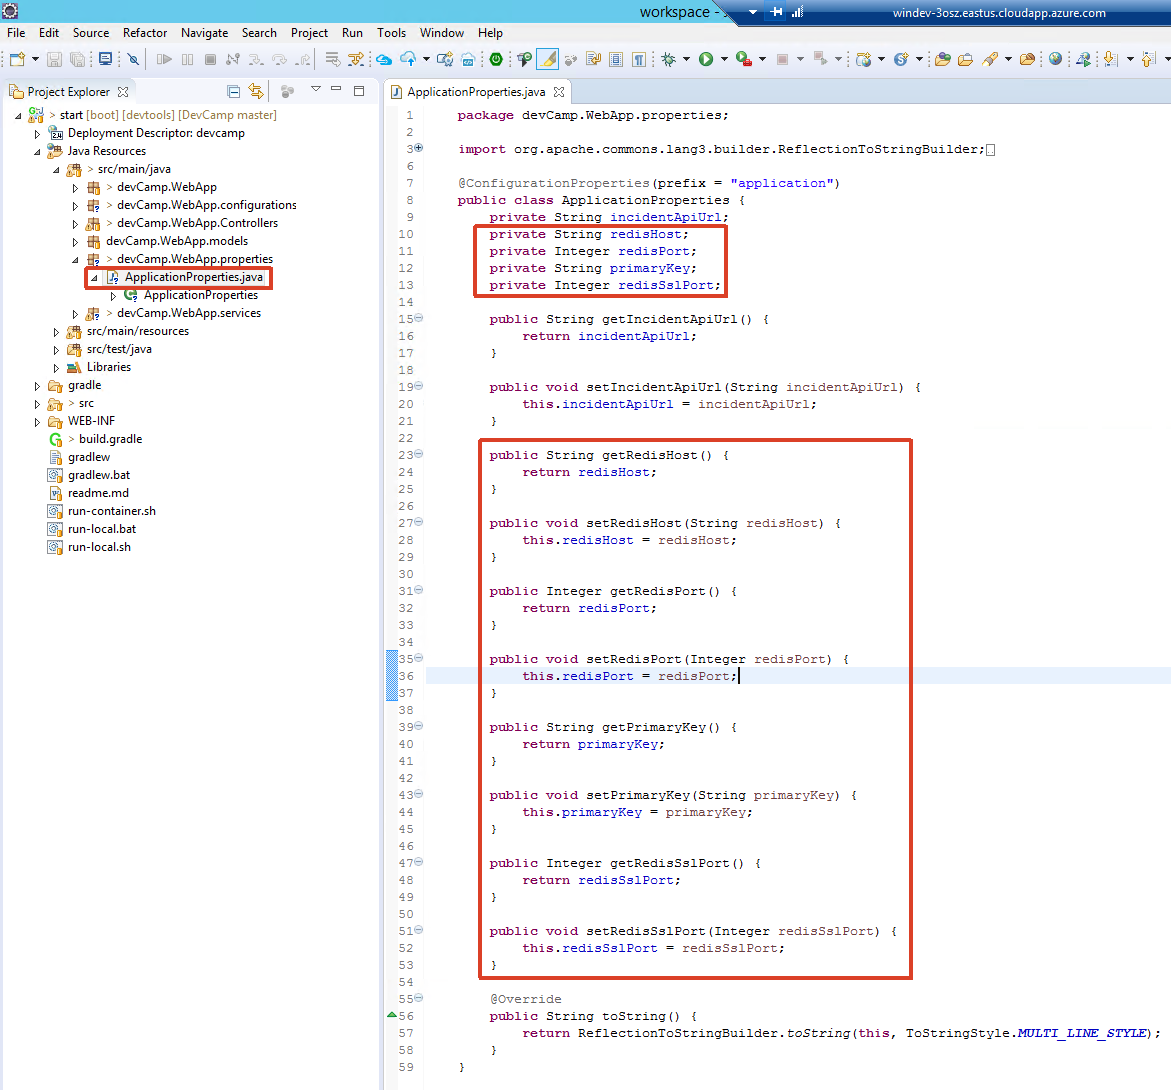 workspace -
windev-3osz.eastus.cloudapp.azure.com
File Edit Source Refactor Navigate Search Project Run Tools Window Help
Project Explorer
> start [boot] [devtools] [DevCamp master]
Deployment Descriptor: devcamp
Java Resources
> src/main/java
> devCamp.WebApp
> devCamp.WebApp.configurations
> devCamp.WebApp.Controllers
devCamp.WebApp.models
> devCamp.WebApp.properties
ApplicationProperties.java
ApplicationProperties
> devCamp.WebApp.services
src/main/resources
src/test/java
Libraries
gradle
> src
WEB-INF
> build.gradle
gradlew
gradlew.bat
readme.md
run-container.sh
run-local.bat
run-local.sh
ApplicationProperties.java
1 package devCamp.WebApp.properties;
2
3 import org.apache.commons.lang3.builder.ReflectionToStringBuilder;
6
7 @ConfigurationProperties(prefix = "application")
8 public class ApplicationProperties {
9 private String incidentApiUrl;
10 private String redisHost;
11 private Integer redisPort;
12 private String primaryKey;
13 private Integer redisSslPort;
14
15 public String getIncidentApiUrl() {
16 return incidentApiUrl;
17 }
18
19 public void setIncidentApiUrl(String incidentApiUrl) {
20 this.incidentApiUrl = incidentApiUrl;
21 }
22
23 public String getRedisHost() {
24 return redisHost;
25 }
26
27 public void setRedisHost(String redisHost) {
28 this.redisHost = redisHost;
29 }
30
31 public Integer getRedisPort() {
32 return redisPort;
33 }
34
35 public void setRedisPort(Integer redisPort) {
36 this.redisPort = redisPort;
37 }
38
39 public String getPrimaryKey() {
40 return primaryKey;
41 }
42
43 public void setPrimaryKey(String primaryKey) {
44 this.primaryKey = primaryKey;
45 }
46
47 public Integer getRedisSslPort() {
48 return redisSslPort;
49 }
50
51 public void setRedisSslPort(Integer redisSslPort) {
52 this.redisSslPort = redisSslPort;
53 }
54
55 @Override
56 public String toString() {
57 return ReflectionToStringBuilder.toString(this, ToStringStyle.MULTI_LINE_STYLE);
58 }
59 }